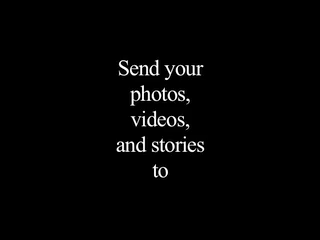 Send your
photos,
videos,
and stories
to